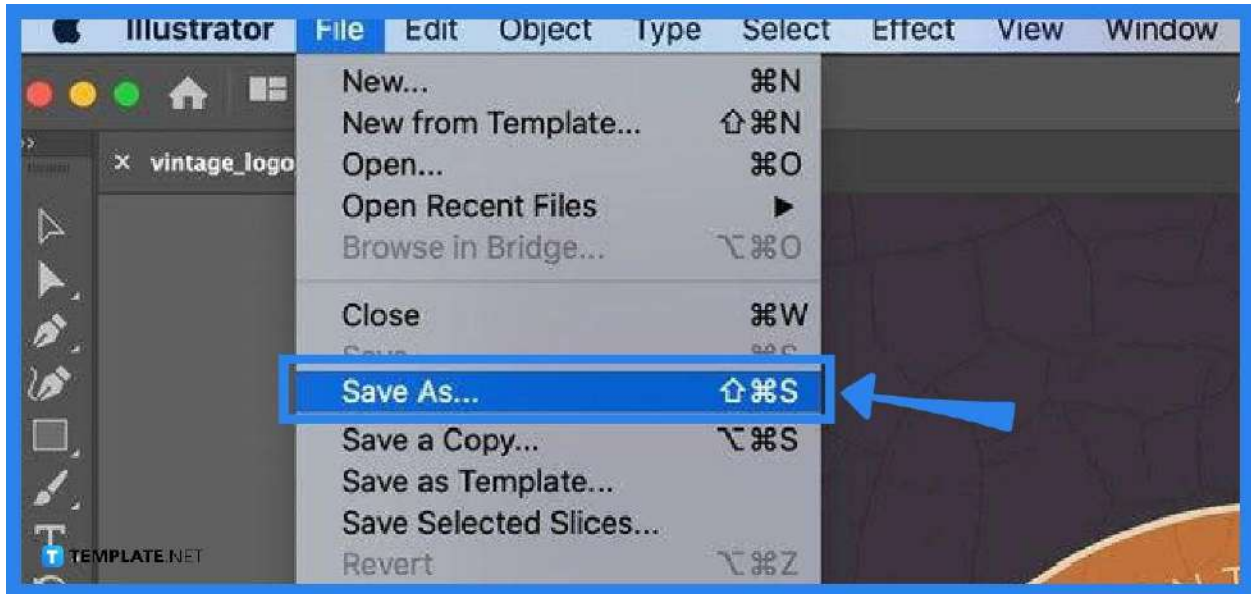 Illustrator File Edit Object Type Select Effect View Window
New... ⌘N
New from Template... ⇧⌘N
× vintage_logo
Open... ⌘O
Open Recent Files ▶
Browse in Bridge... ⌥⌘O
Close ⌘W
Save... ⌘S
Save As... ⇧⌘S
Save a Copy... ⌥⌘S
Save as Template...
Save Selected Slices...
T TEMPLATE.NET
Revert ⌥⌘Z